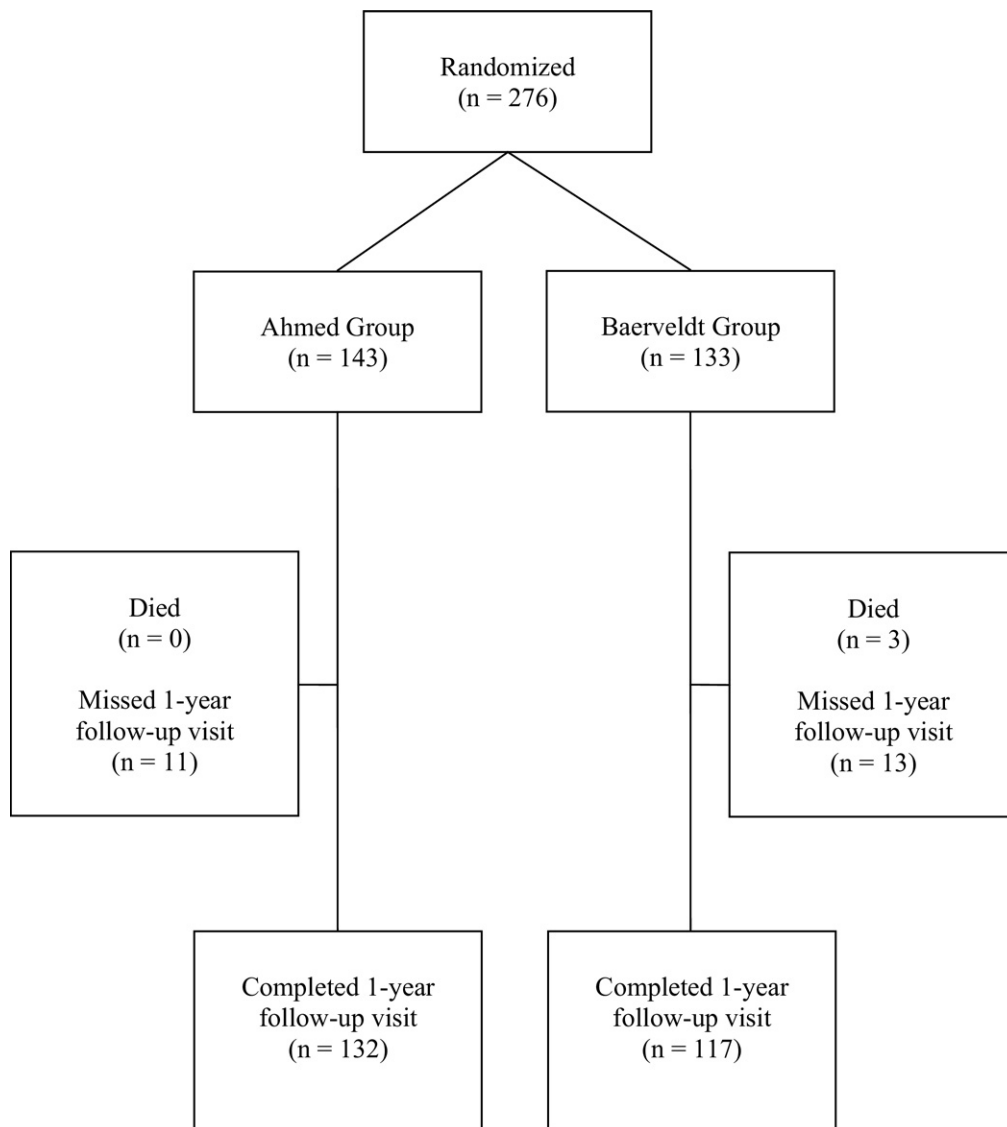 Randomized
(n = 276)
Ahmed Group
(n = 143)
Baerveldt Group
(n = 133)
Died
(n = 0)
Missed 1-year
follow-up visit
(n = 11)
Died
(n = 3)
Missed 1-year
follow-up visit
(n = 13)
Completed 1-year
follow-up visit
(n = 132)
Completed 1-year
follow-up visit
(n = 117)